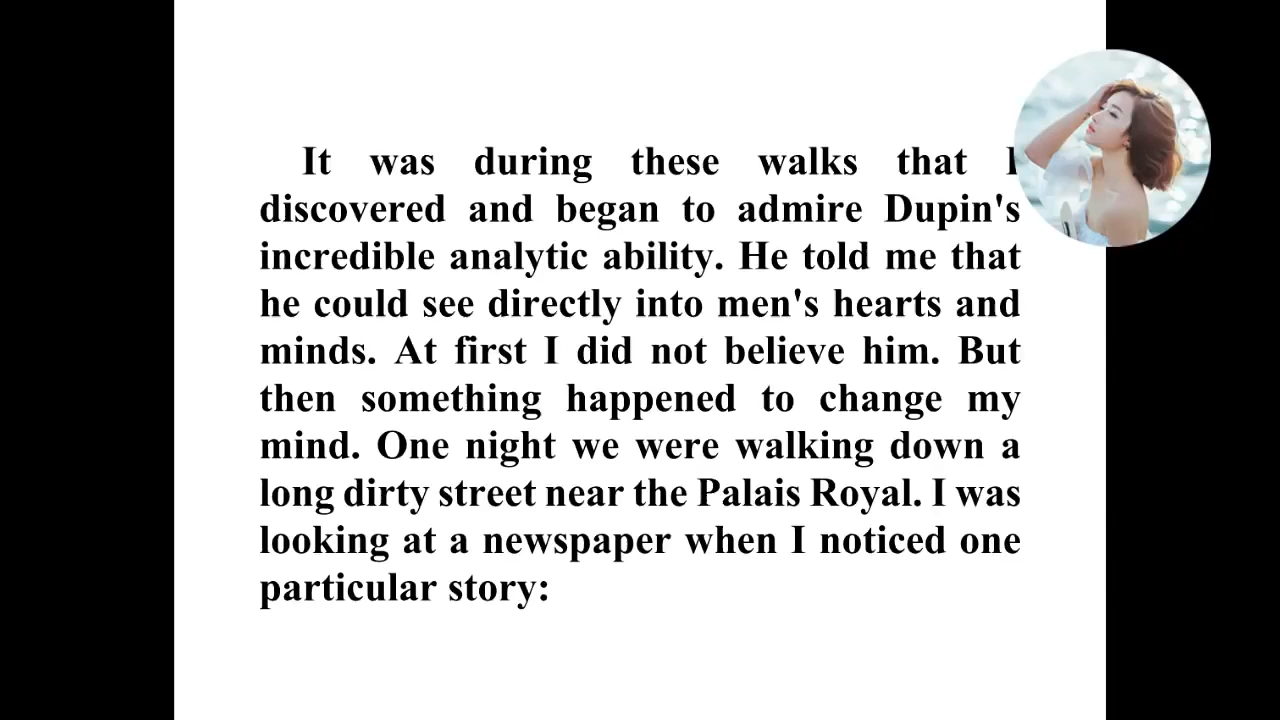 It was during these walks that I
discovered and began to admire Dupin's
incredible analytic ability. He told me that
he could see directly into men's hearts and
minds. At first I did not believe him. But
then something happened to change my
mind. One night we were walking down a
long dirty street near the Palais Royal. I was
looking at a newspaper when I noticed one
particular story: